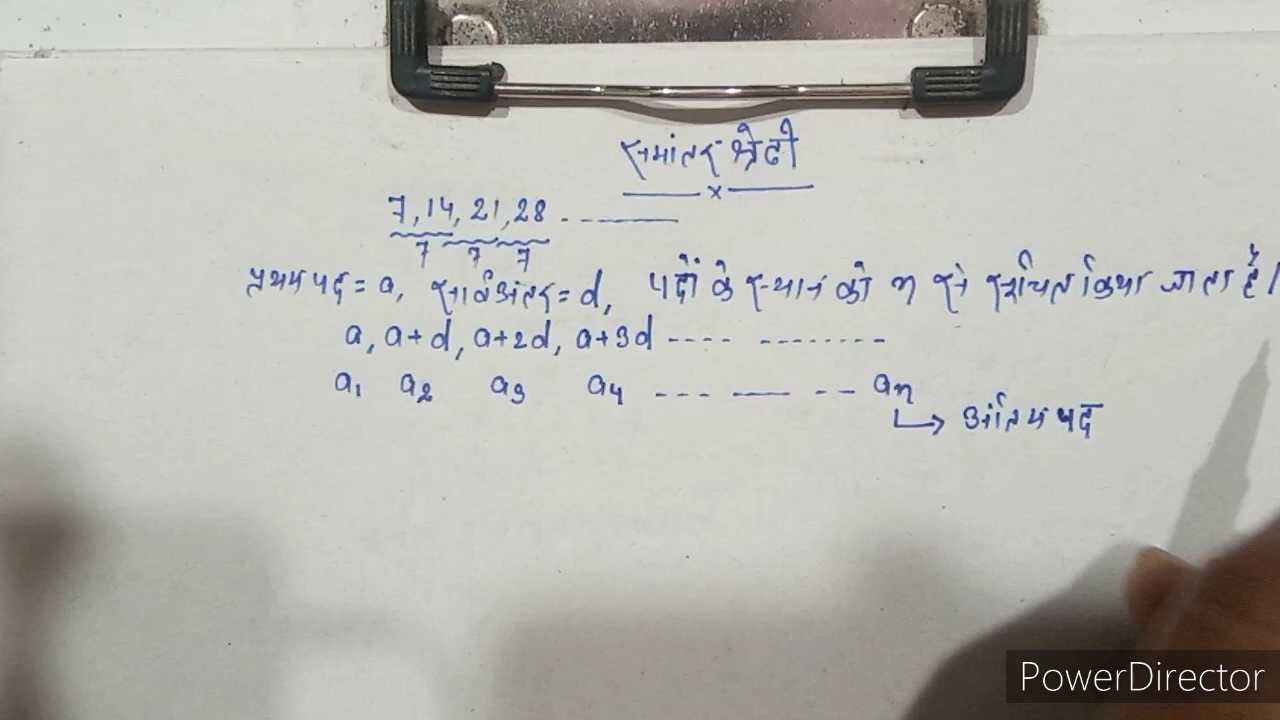 समांतर श्रेढी
7, 14, 21, 28 - - ———
7 7 7
प्रथम पद = a, सार्वअंतर = d, पदों के स्थान को n से सूचित किया जाता है।
a, a+d, a+2d, a+3d ---- --------
a₁ a₂ a₃ a₄ --- —— -- aₙ
↳ अंतिम पद
PowerDirector